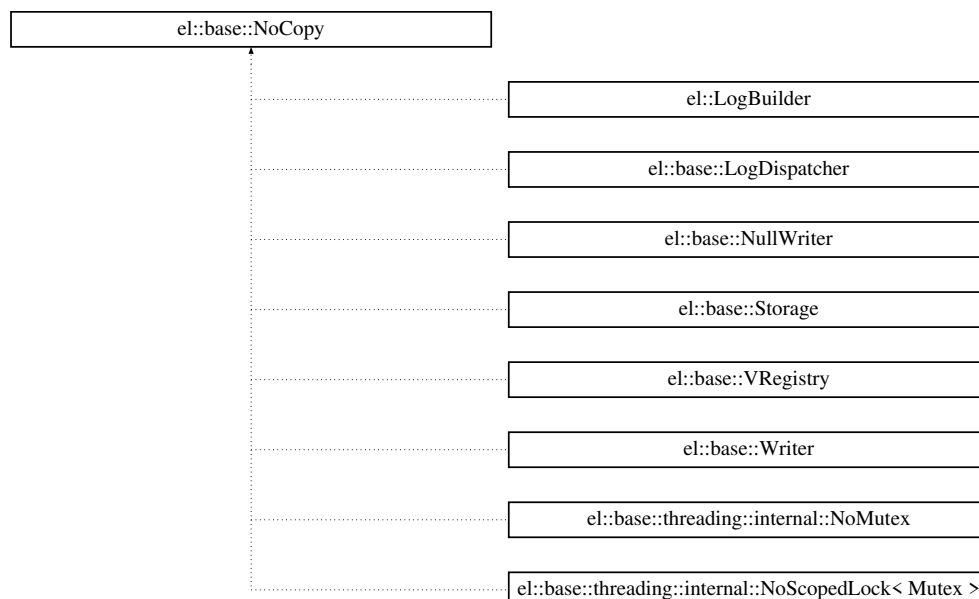 el::base::NoCopy
el::LogBuilder
el::base::LogDispatcher
el::base::NullWriter
el::base::Storage
el::base::VRegistry
el::base::Writer
el::base::threading::internal::NoMutex
el::base::threading::internal::NoScopedLock< Mutex >